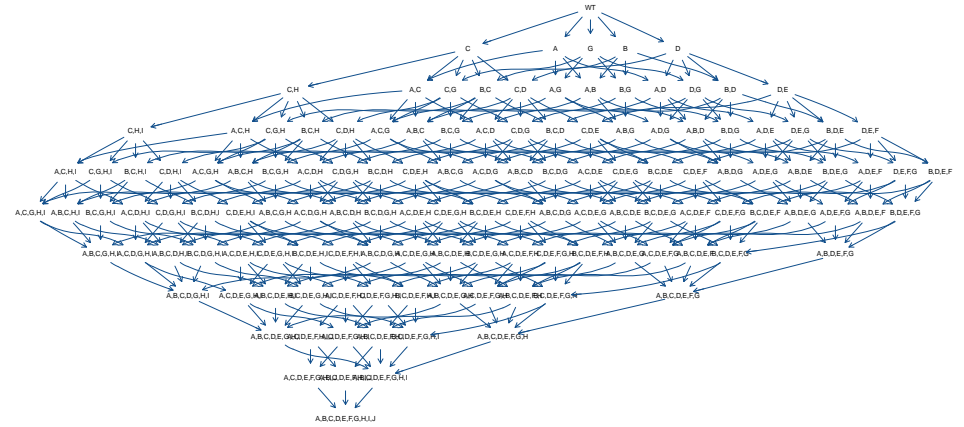 WT
C A G B D
C,H A,C C,G B,C C,D A,G A,B B,G A,D D,G B,D D,E
C,H,I A,C,H C,G,H B,C,H C,D,H A,C,G A,B,C B,C,G A,C,D C,D,G B,C,D C,D,E A,B,G A,D,G A,B,D B,D,G A,D,E D,E,G B,D,E D,E,F
A,C,H,I C,G,H,I B,C,H,I C,D,H,I A,C,G,H A,B,C,H B,C,G,H A,C,D,H C,D,G,H B,C,D,H C,D,E,H A,B,C,G A,C,D,G A,B,C,D B,C,D,G A,C,D,E C,D,E,G B,C,D,E C,D,E,F A,B,D,G A,D,E,G A,B,D,E B,D,E,G A,D,E,F D,E,F,G B,D,E,F
A,C,G,H,I A,B,C,H,I B,C,G,H,I A,C,D,H,I C,D,G,H,I B,C,D,H,I C,D,E,H,I A,B,C,G,H A,C,D,G,H A,B,C,D,H B,C,D,G,H A,C,D,E,H C,D,E,G,H B,C,D,E,H C,D,E,F,H A,B,C,D,G A,C,D,E,G A,B,C,D,E B,C,D,E,G A,C,D,E,F C,D,E,F,G B,C,D,E,F A,B,D,E,G A,D,E,F,G A,B,D,E,F B,D,E,F,G
A,B,C,G,H,I A,C,D,G,H,I A,B,C,D,H,I B,C,D,G,H,I A,C,D,E,H,I C,D,E,G,H,I B,C,D,E,H,I C,D,E,F,H,I A,B,C,D,G,H A,C,D,E,G,H A,B,C,D,E,H B,C,D,E,G,H A,C,D,E,F,H C,D,E,F,G,H B,C,D,E,F,H A,B,C,D,E,G A,C,D,E,F,G A,B,C,D,E,F B,C,D,E,F,G A,B,D,E,F,G
A,B,C,D,G,H,I A,C,D,E,G,H,I A,B,C,D,E,H,I A,B,C,D,E,F,G
A,B,C,D,E,F,G,H
A,B,C,D,E,F,G,H,I,J